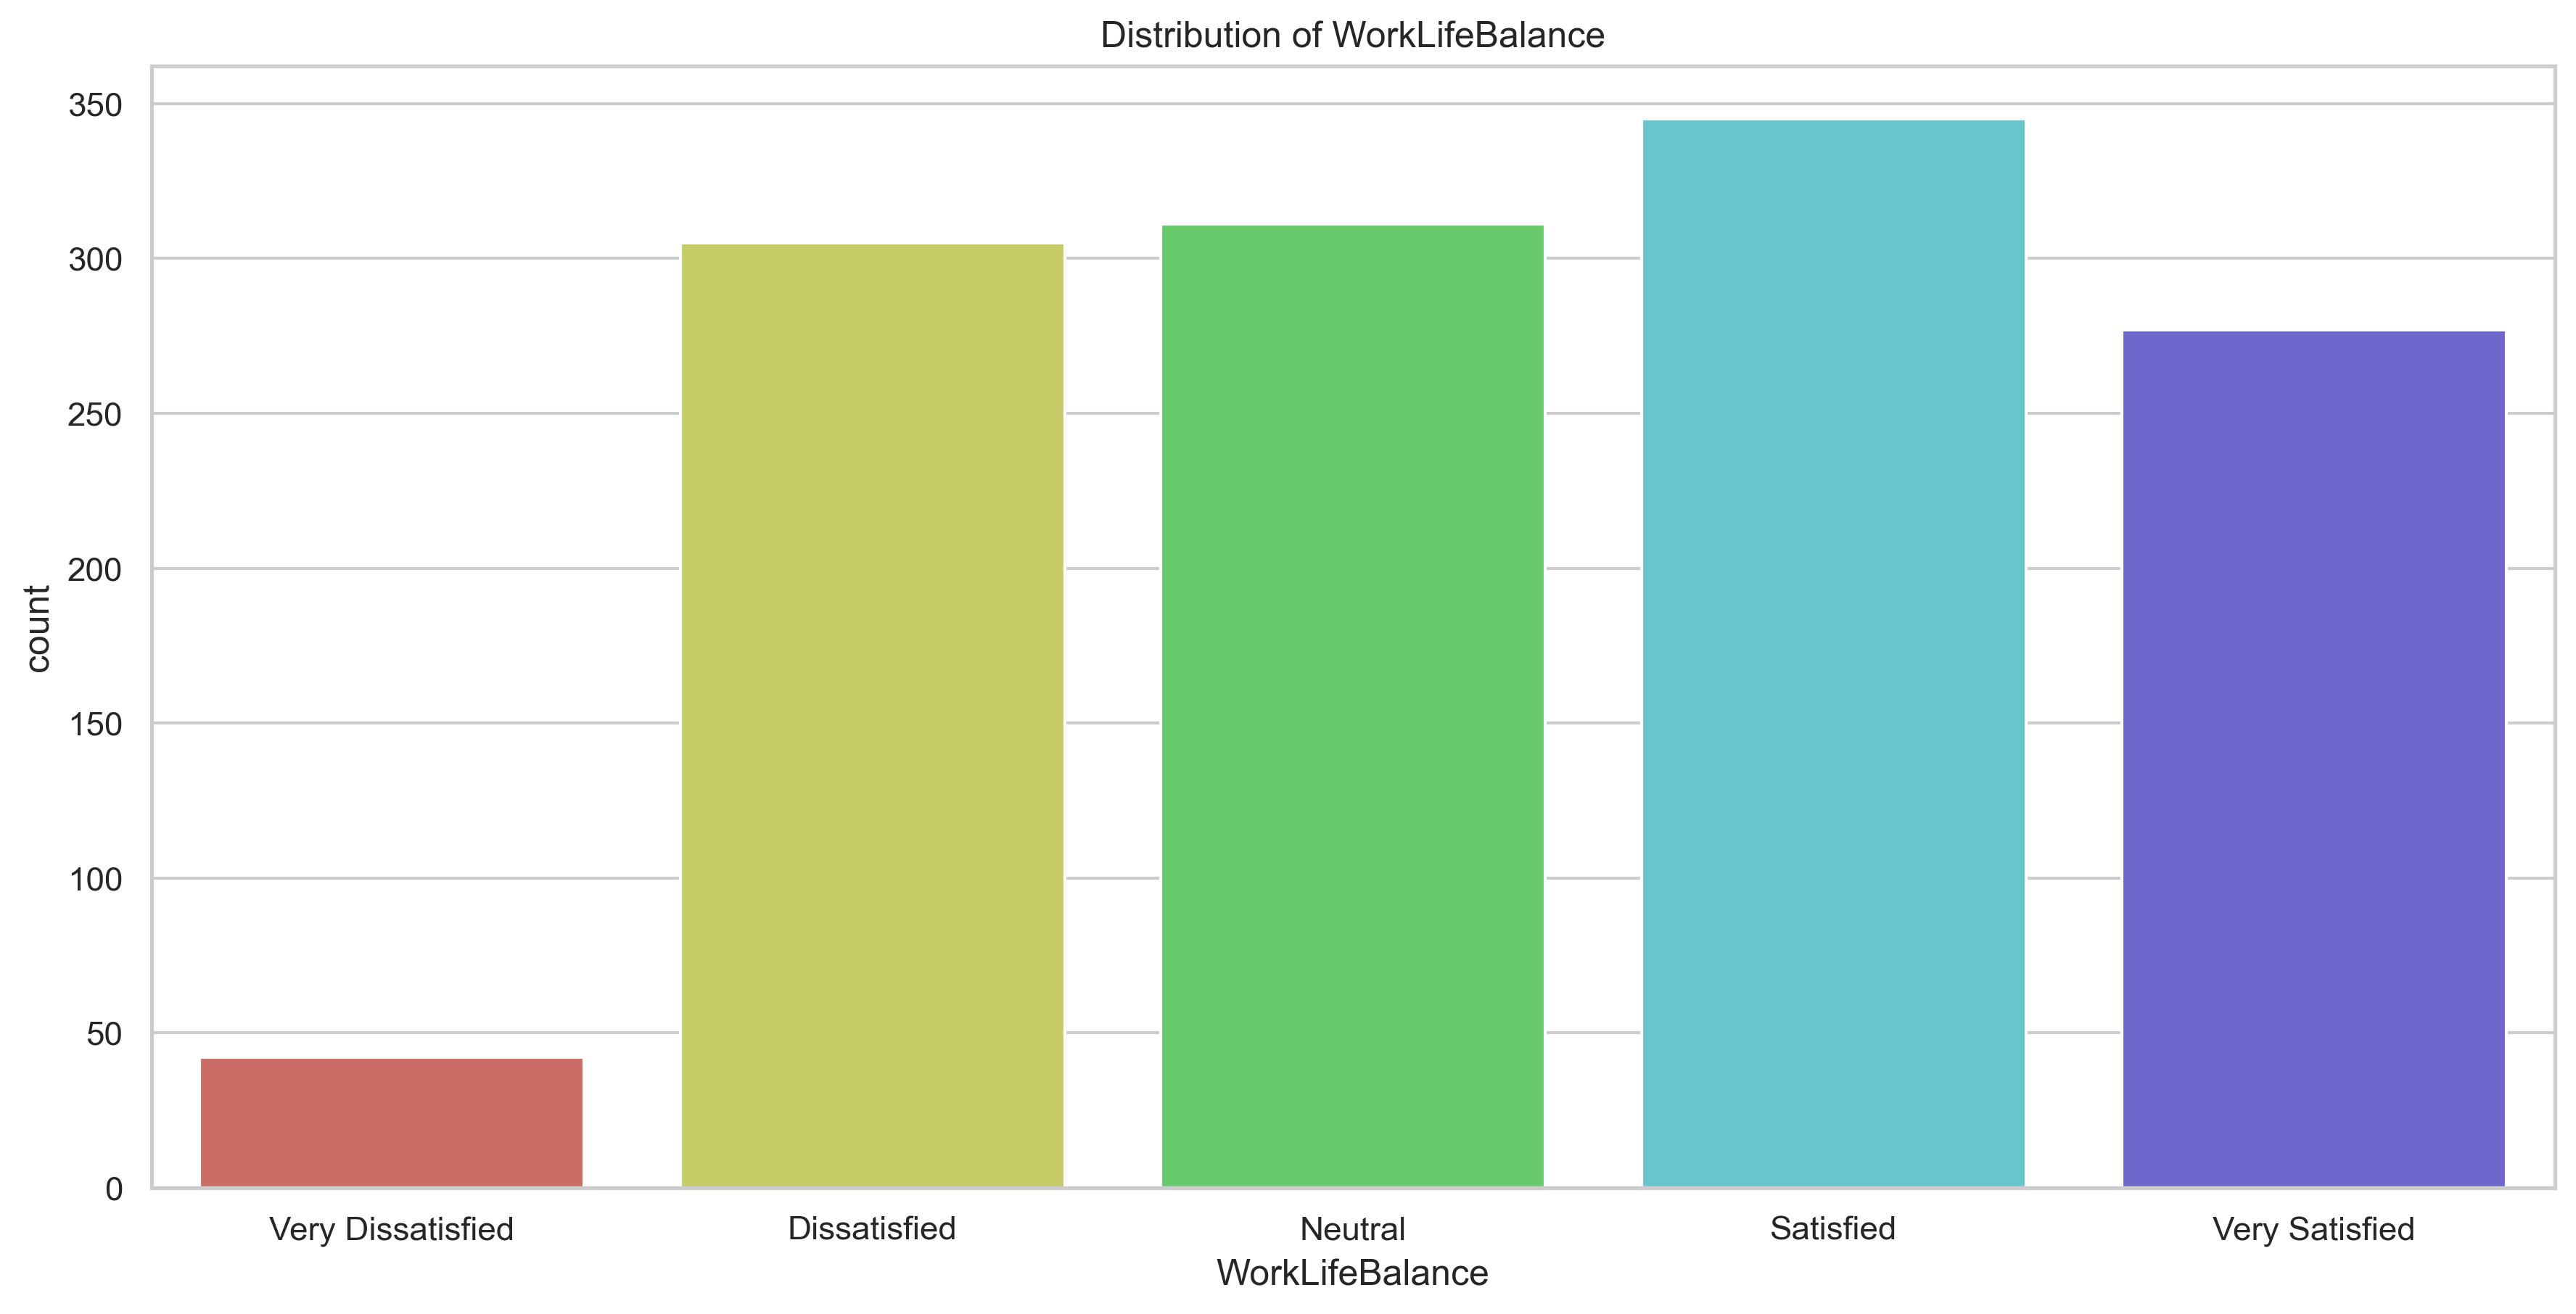 Distribution of WorkLifeBalance
350
300
250
200
150
100
50
0
count
Very Dissatisfied
Dissatisfied
Neutral
Satisfied
Very Satisfied
WorkLifeBalance